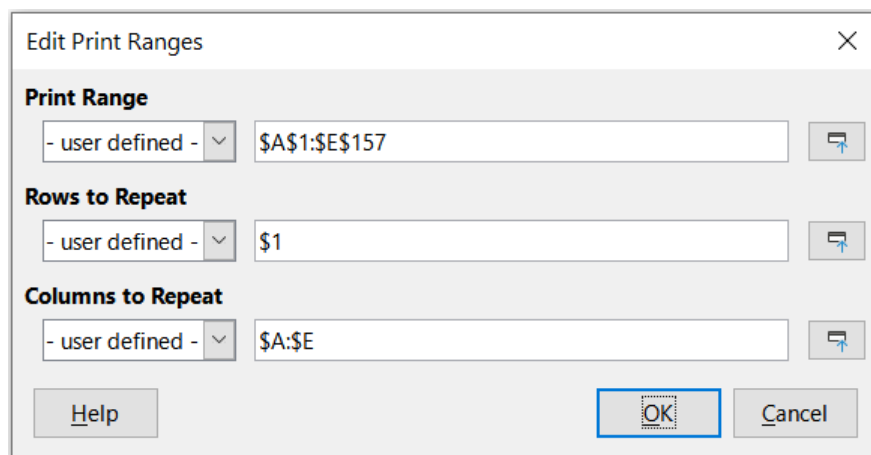 Edit Print Ranges
Print Range
- user defined - $A$1:$E$157
Rows to Repeat
- user defined - $1
Columns to Repeat
- user defined - $A:$E
Help OK Cancel